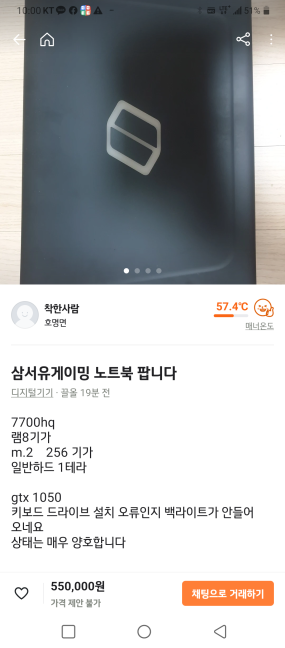 10:00 KT
51%
57.4℃
착한사람
호명면
매너온도
삼서유게이밍 노트북 팝니다
디지털기기 · 끌올 19분 전
7700hq
램8기가
m.2 256 기가
일반하드 1테라
gtx 1050
키보드 드라이브 설치 오류인지 백라이트가 안들어
오네요
상태는 매우 양호합니다
550,000원
가격 제안 불가
채팅으로 거래하기